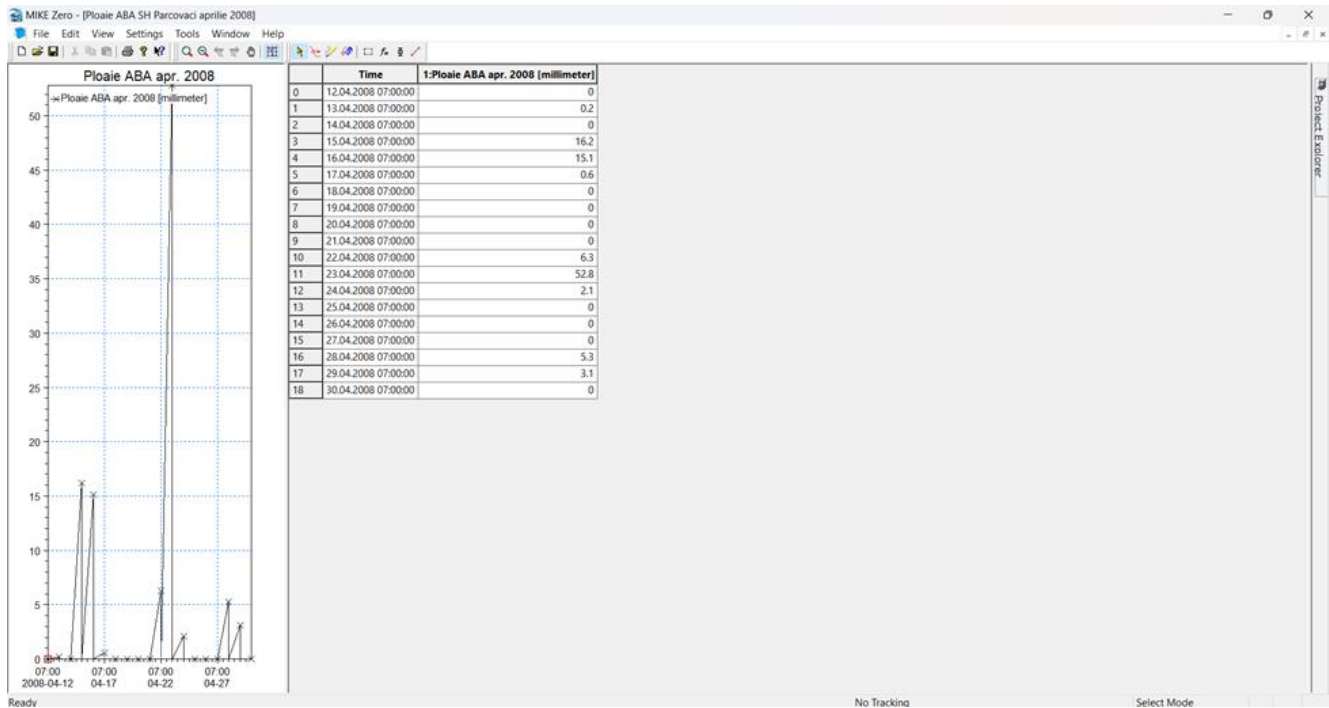 MIKE Zero - [Ploaie ABA SH Parcovaci aprilie 2008]
File Edit View Settings Tools Window Help
Ploaie ABA apr. 2008
Ploaie ABA apr. 2008 [millimeter]
50
45
40
35
30
25
20
15
10
5
0
07:00 07:00 07:00 07:00
2008-04-12 04-17 04-22 04-27
Time 1:Ploaie ABA apr. 2008 [millimeter]
0 12.04.2008 07:00:00 0
1 13.04.2008 07:00:00 0.2
2 14.04.2008 07:00:00 0
3 15.04.2008 07:00:00 16.2
4 16.04.2008 07:00:00 15.1
5 17.04.2008 07:00:00 0.6
6 18.04.2008 07:00:00 0
7 19.04.2008 07:00:00 0
8 20.04.2008 07:00:00 0
9 21.04.2008 07:00:00 0
10 22.04.2008 07:00:00 6.3
11 23.04.2008 07:00:00 52.8
12 24.04.2008 07:00:00 2.1
13 25.04.2008 07:00:00 0
14 26.04.2008 07:00:00 0
15 27.04.2008 07:00:00 0
16 28.04.2008 07:00:00 5.3
17 29.04.2008 07:00:00 3.1
18 30.04.2008 07:00:00 0
Project Explorer
Ready No Tracking Select Mode